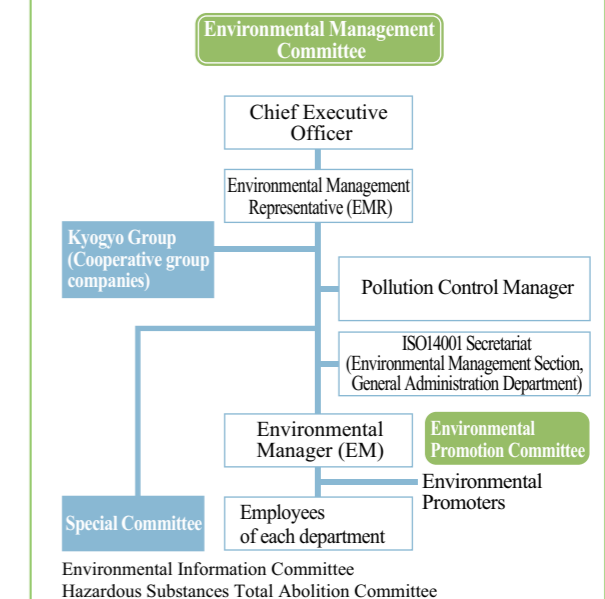 Environmental Management
Committee
Chief Executive
Officer
Environmental Management
Representative (EMR)
Kyogyo Group
(Cooperative group
companies)
Pollution Control Manager
ISO14001 Secretariat
(Environmental Management Section,
General Administration Department)
Environmental
Manager (EM)
Environmental
Promotion Committee
Environmental
Promoters
Special Committee
Employees
of each department
Environmental Information Committee
Hazardous Substances Total Abolition Committee